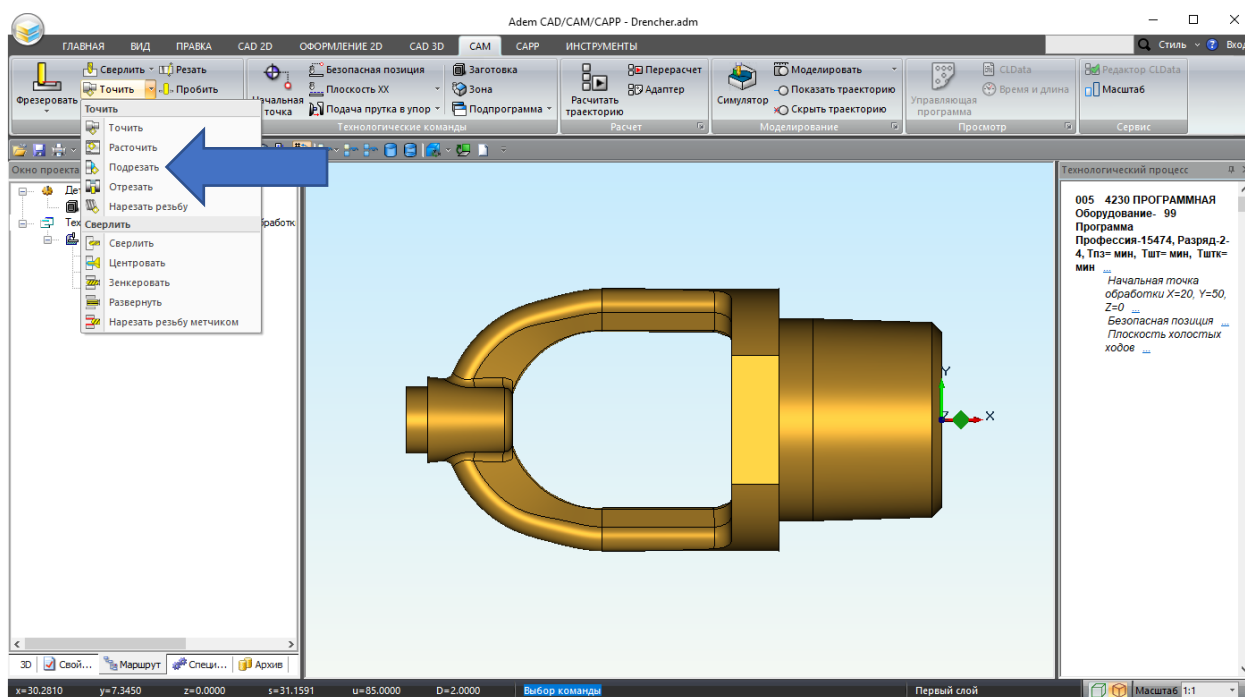 Adem CAD/CAM/CAPP - Drencher.adm
ГЛАВНАЯ ВИД ПРАВКА CAD 2D ОФОРМЛЕНИЕ 2D CAD 3D CAM CAPP ИНСТРУМЕНТЫ Стиль ? Вход
Сверлить Резать Безопасная позиция Заготовка Перерасчет Моделировать CLData Редактор CLData
Фрезеровать Точить Пробить Начальная точка Плоскость XX Зона Рассчитать траекторию Адаптер Симулятор Показать траекторию Управляющая программа Время и длина Масштаб
Подача прутка в упор Подпрограмма Скрыть траекторию
Технологические команды Расчет Моделирование Просмотр Сервис
Точить
Точить
Расточить
Подрезать
Отрезать
Нарезать резьбу
Сверлить
Сверлить
Центровать
Зенкеровать
Развернуть
Нарезать резьбу метчиком
Окно проекта
Технологический процесс
005 4230 ПРОГРАММНАЯ
Оборудование- 99
Программа
Профессия-15474, Разряд-2-
4, Тпз= мин, Тшт= мин, Тштк=
мин ...
Начальная точка
обработки X=20, Y=50,
Z=0 ...
Безопасная позиция ...
Плоскость холостых
ходов ...
Y
Z X
3D Свой... Маршрут Специ... Архив
x=30.2810 y=7.3450 z=0.0000 s=31.1591 u=85.0000 D=2.0000 Выбор команды Первый слой Масштаб 1:1